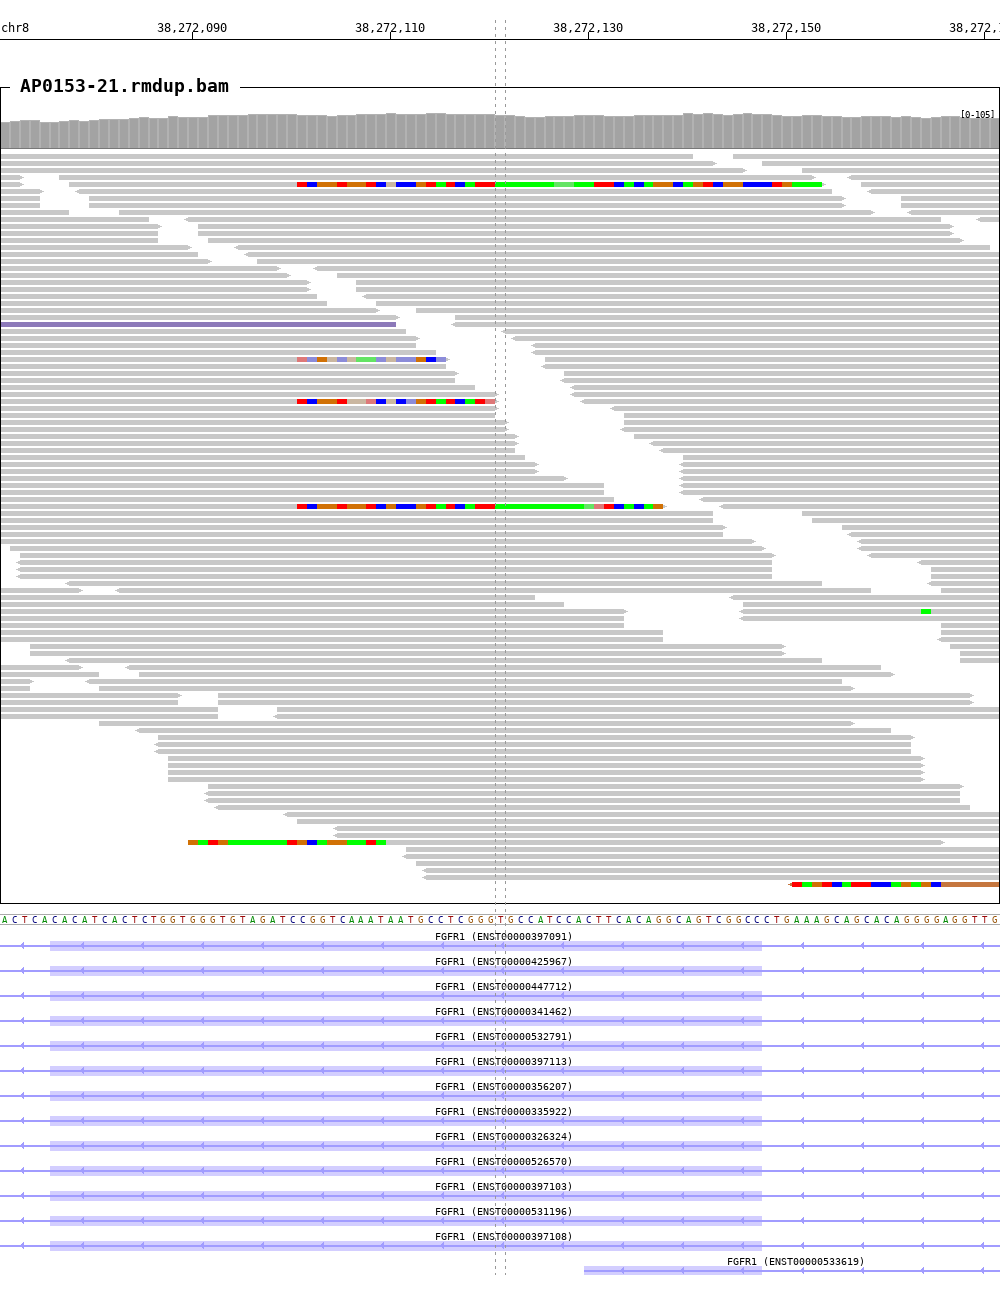 chr8 38,272,090 38,272,110 38,272,130 38,272,150 38,272,1
AP0153-21.rmdup.bam
[0-105]
A C T C A C A C A T C A C T C T G G T G G G T G T A G A T C C G G T C A A A T A A T G C C T C G G G T G C C A T C C A C T T C A C A G G C A G T C G G C C C T G A A A G C A G C A C A G G G G A G G T T G
FGFR1 (ENST00000397091)
FGFR1 (ENST00000425967)
FGFR1 (ENST00000447712)
FGFR1 (ENST00000341462)
FGFR1 (ENST00000532791)
FGFR1 (ENST00000397113)
FGFR1 (ENST00000356207)
FGFR1 (ENST00000335922)
FGFR1 (ENST00000326324)
FGFR1 (ENST00000526570)
FGFR1 (ENST00000397103)
FGFR1 (ENST00000531196)
FGFR1 (ENST00000397108)
FGFR1 (ENST00000533619)